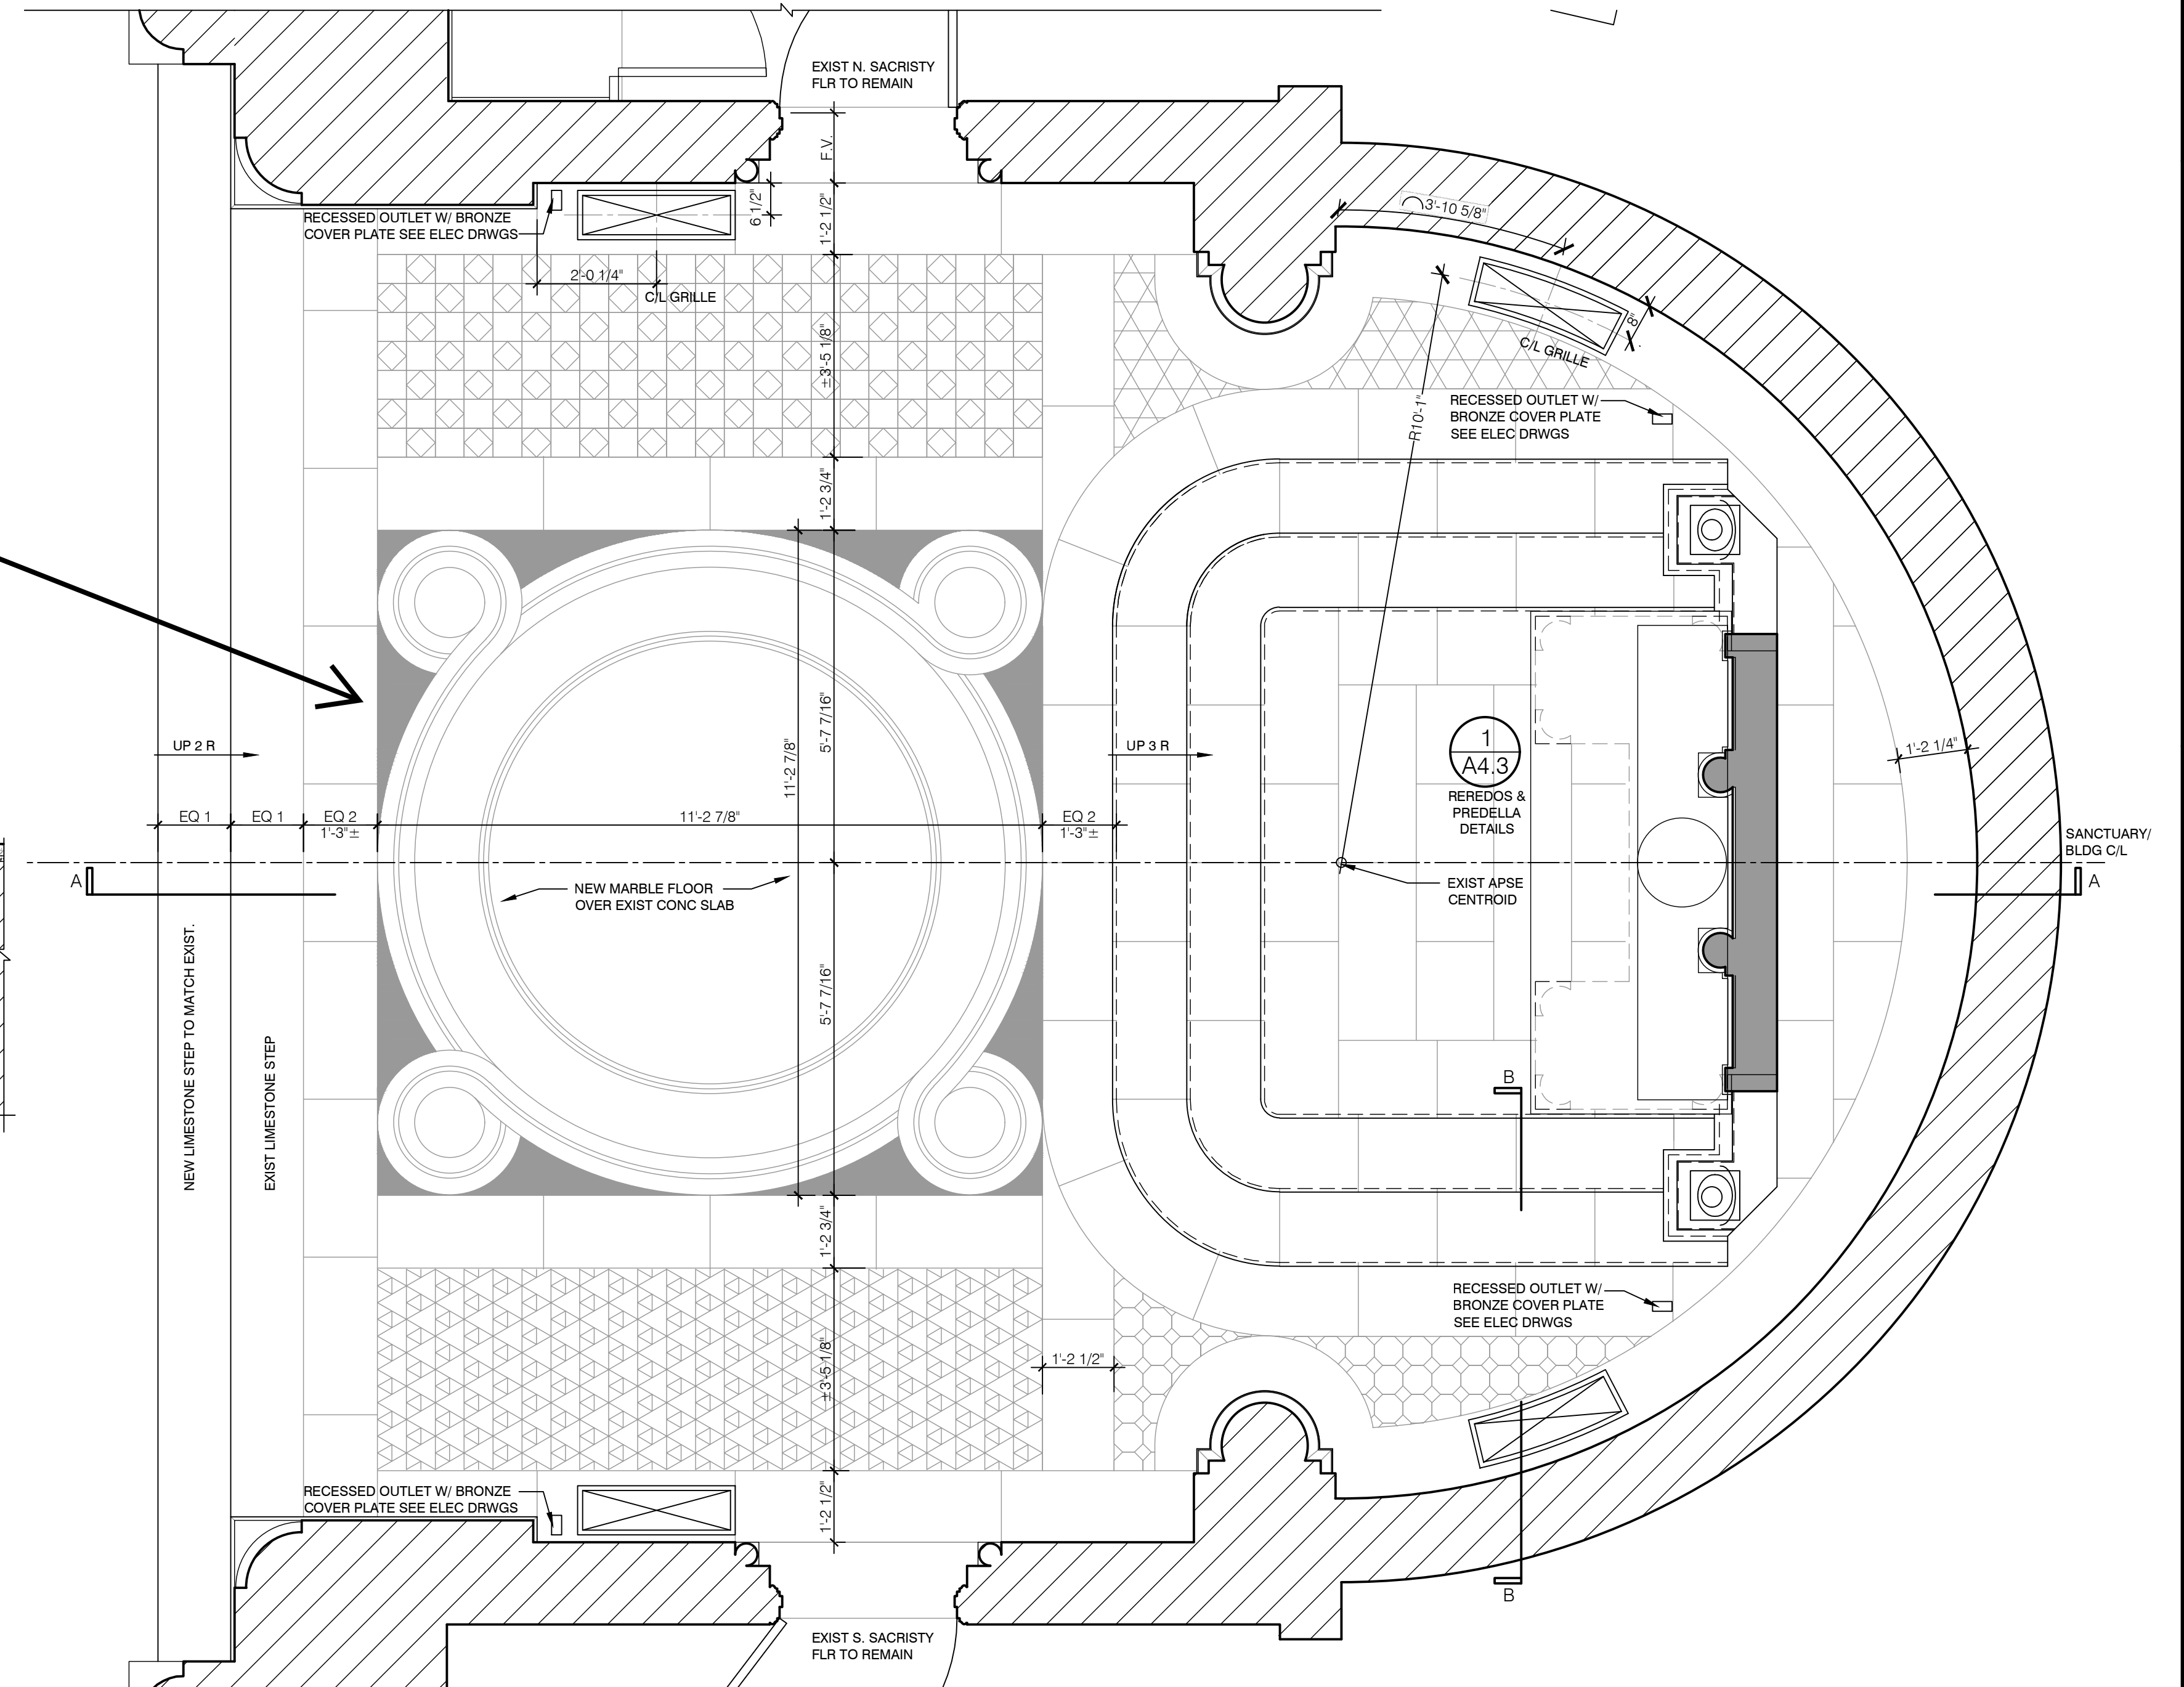 EXIST N. SACRISTY
FLR TO REMAIN
F.V.
6 1/2"
1'-2 1/2"
RECESSED OUTLET W/ BRONZE
COVER PLATE SEE ELEC DRWGS
2'-0 1/4"
C/L GRILLE
±3'-5 1/8"
3'-10 5/8"
8"
C/L GRILLE
R10'-1"
RECESSED OUTLET W/
BRONZE COVER PLATE
SEE ELEC DRWGS
1'-2 3/4"
5'-7 7/16"
11'-2 7/8"
UP 2 R
UP 3 R
1
A4.3
REREDOS &
PREDELLA
DETAILS
1'-2 1/4"
EQ 1
EQ 1
EQ 2
1'-3"±
11'-2 7/8"
EQ 2
1'-3"±
SANCTUARY/
BLDG C/L
A
A
NEW MARBLE FLOOR
OVER EXIST CONC SLAB
EXIST APSE
CENTROID
NEW LIMESTONE STEP TO MATCH EXIST.
EXIST LIMESTONE STEP
5'-7 7/16"
B
1'-2 3/4"
RECESSED OUTLET W/
BRONZE COVER PLATE
SEE ELEC DRWGS
±3'-5 1/8"
1'-2 1/2"
RECESSED OUTLET W/ BRONZE
COVER PLATE SEE ELEC DRWGS
1'-2 1/2"
B
EXIST S. SACRISTY
FLR TO REMAIN